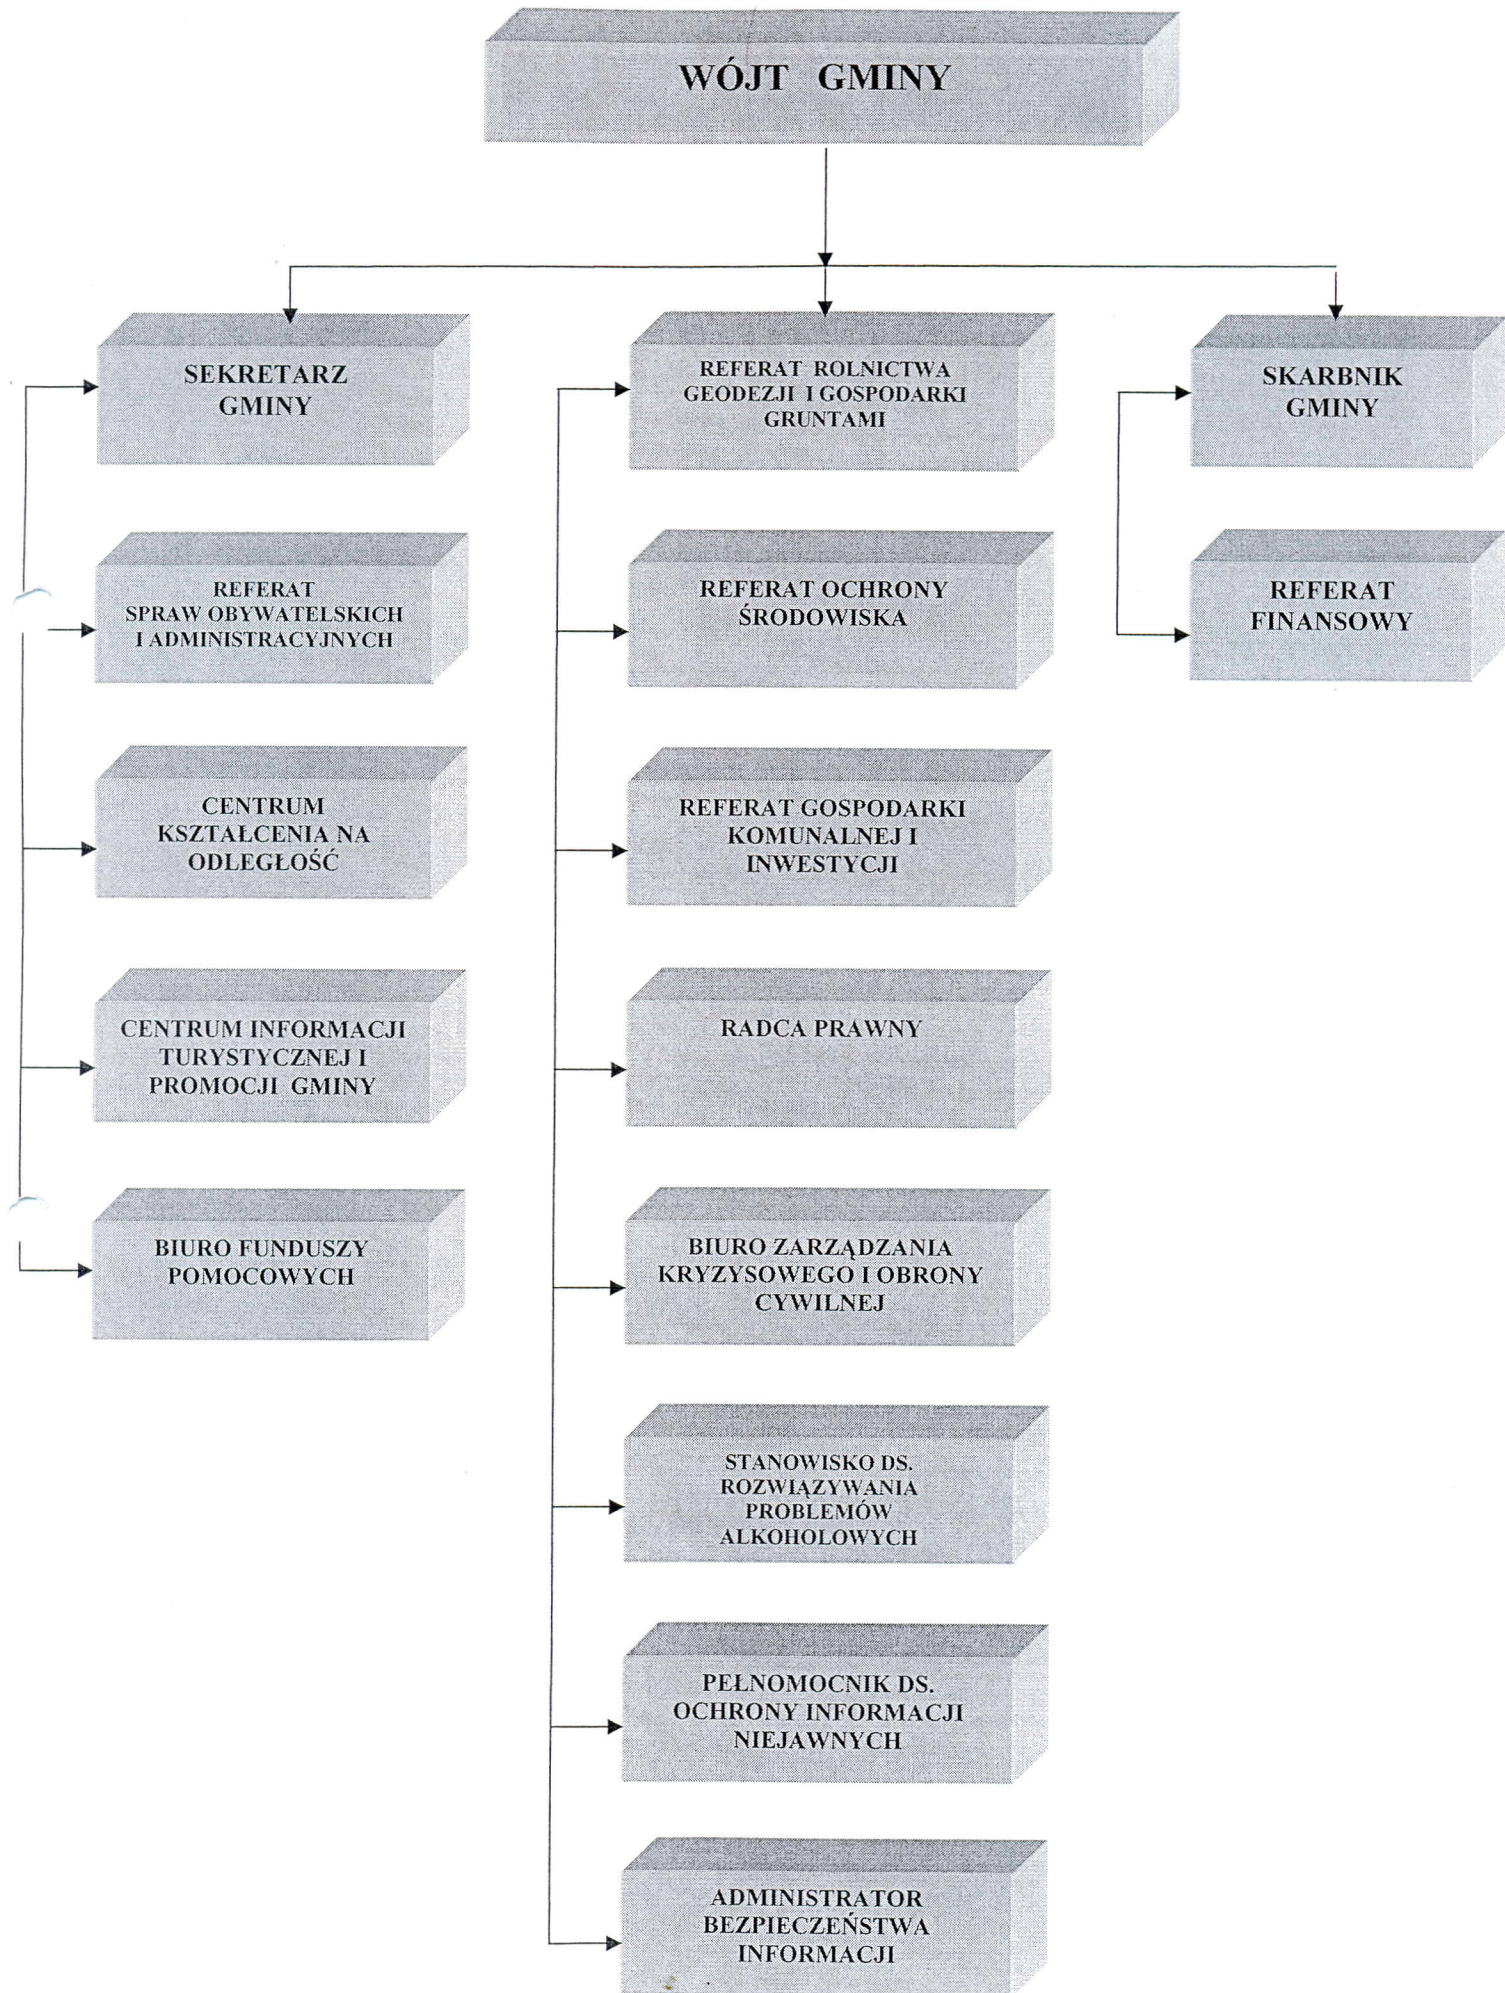 WÓJT GMINY
SEKRETARZ
GMINY
REFERAT
SPRAW OBYWATELSKICH
I ADMINISTRACYJNYCH
CENTRUM
KSZTAŁCENIA NA
ODLEGŁOŚĆ
CENTRUM INFORMACJI
TURYSTYCZNEJ I
PROMOCJI GMINY
BIURO FUNDUSZY
POMOCOWYCH
REFERAT ROLNICTWA
GEODEZJI I GOSPODARKI
GRUNTAMI
REFERAT OCHRONY
ŚRODOWISKA
REFERAT GOSPODARKI
KOMUNALNEJ I
INWESTYCJI
RADCA PRAWNY
BIURO ZARZĄDZANIA
KRYZYSOWEGO I OBRONY
CYWILNEJ
STANOWISKO DS.
ROZWIĄZYWANIA
PROBLEMÓW
ALKOHOLOWYCH
PEŁNOMOCNIK DS.
OCHRONY INFORMACJI
NIEJAWNYCH
ADMINISTRATOR
BEZPIECZEŃSTWA
INFORMACJI
SKARBNIK
GMINY
REFERAT
FINANSOWY